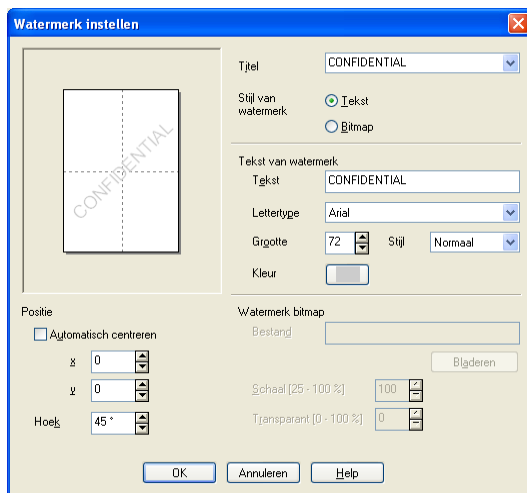 Watermerk instellen
CONFIDENTIAL
Titel CONFIDENTIAL
Stijl van watermerk
Tekst
Bitmap
Tekst van watermerk
Tekst CONFIDENTIAL
Lettertype Arial
Grootte 72 Stijl Normaal
Kleur
Positie
Automatisch centreren
x 0
y 0
Hoek 45 °
Watermerk bitmap
Bestand
Bladeren
Schaal [25 - 100 %] 100
Transparant [0 - 100 %] 0
OK Annuleren Help